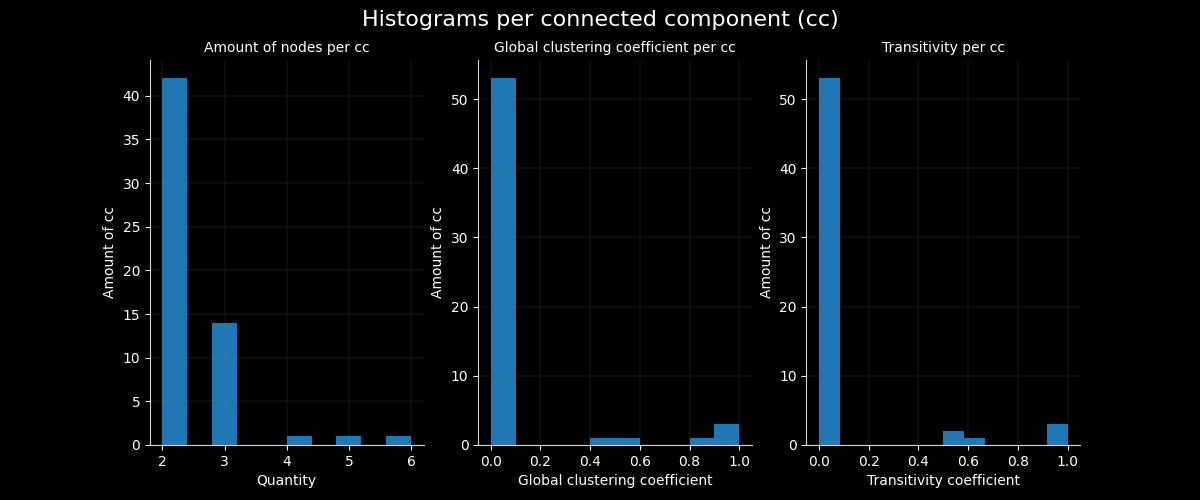 Histograms per connected component (cc)
Amount of nodes per cc
Amount of cc
40
35
30
25
20
15
10
5
0
2 3 4 5 6
Quantity
Global clustering coefficient per cc
Amount of cc
50
40
30
20
10
0
0.0 0.2 0.4 0.6 0.8 1.0
Global clustering coefficient
Transitivity per cc
Amount of cc
50
40
30
20
10
0
0.0 0.2 0.4 0.6 0.8 1.0
Transitivity coefficient